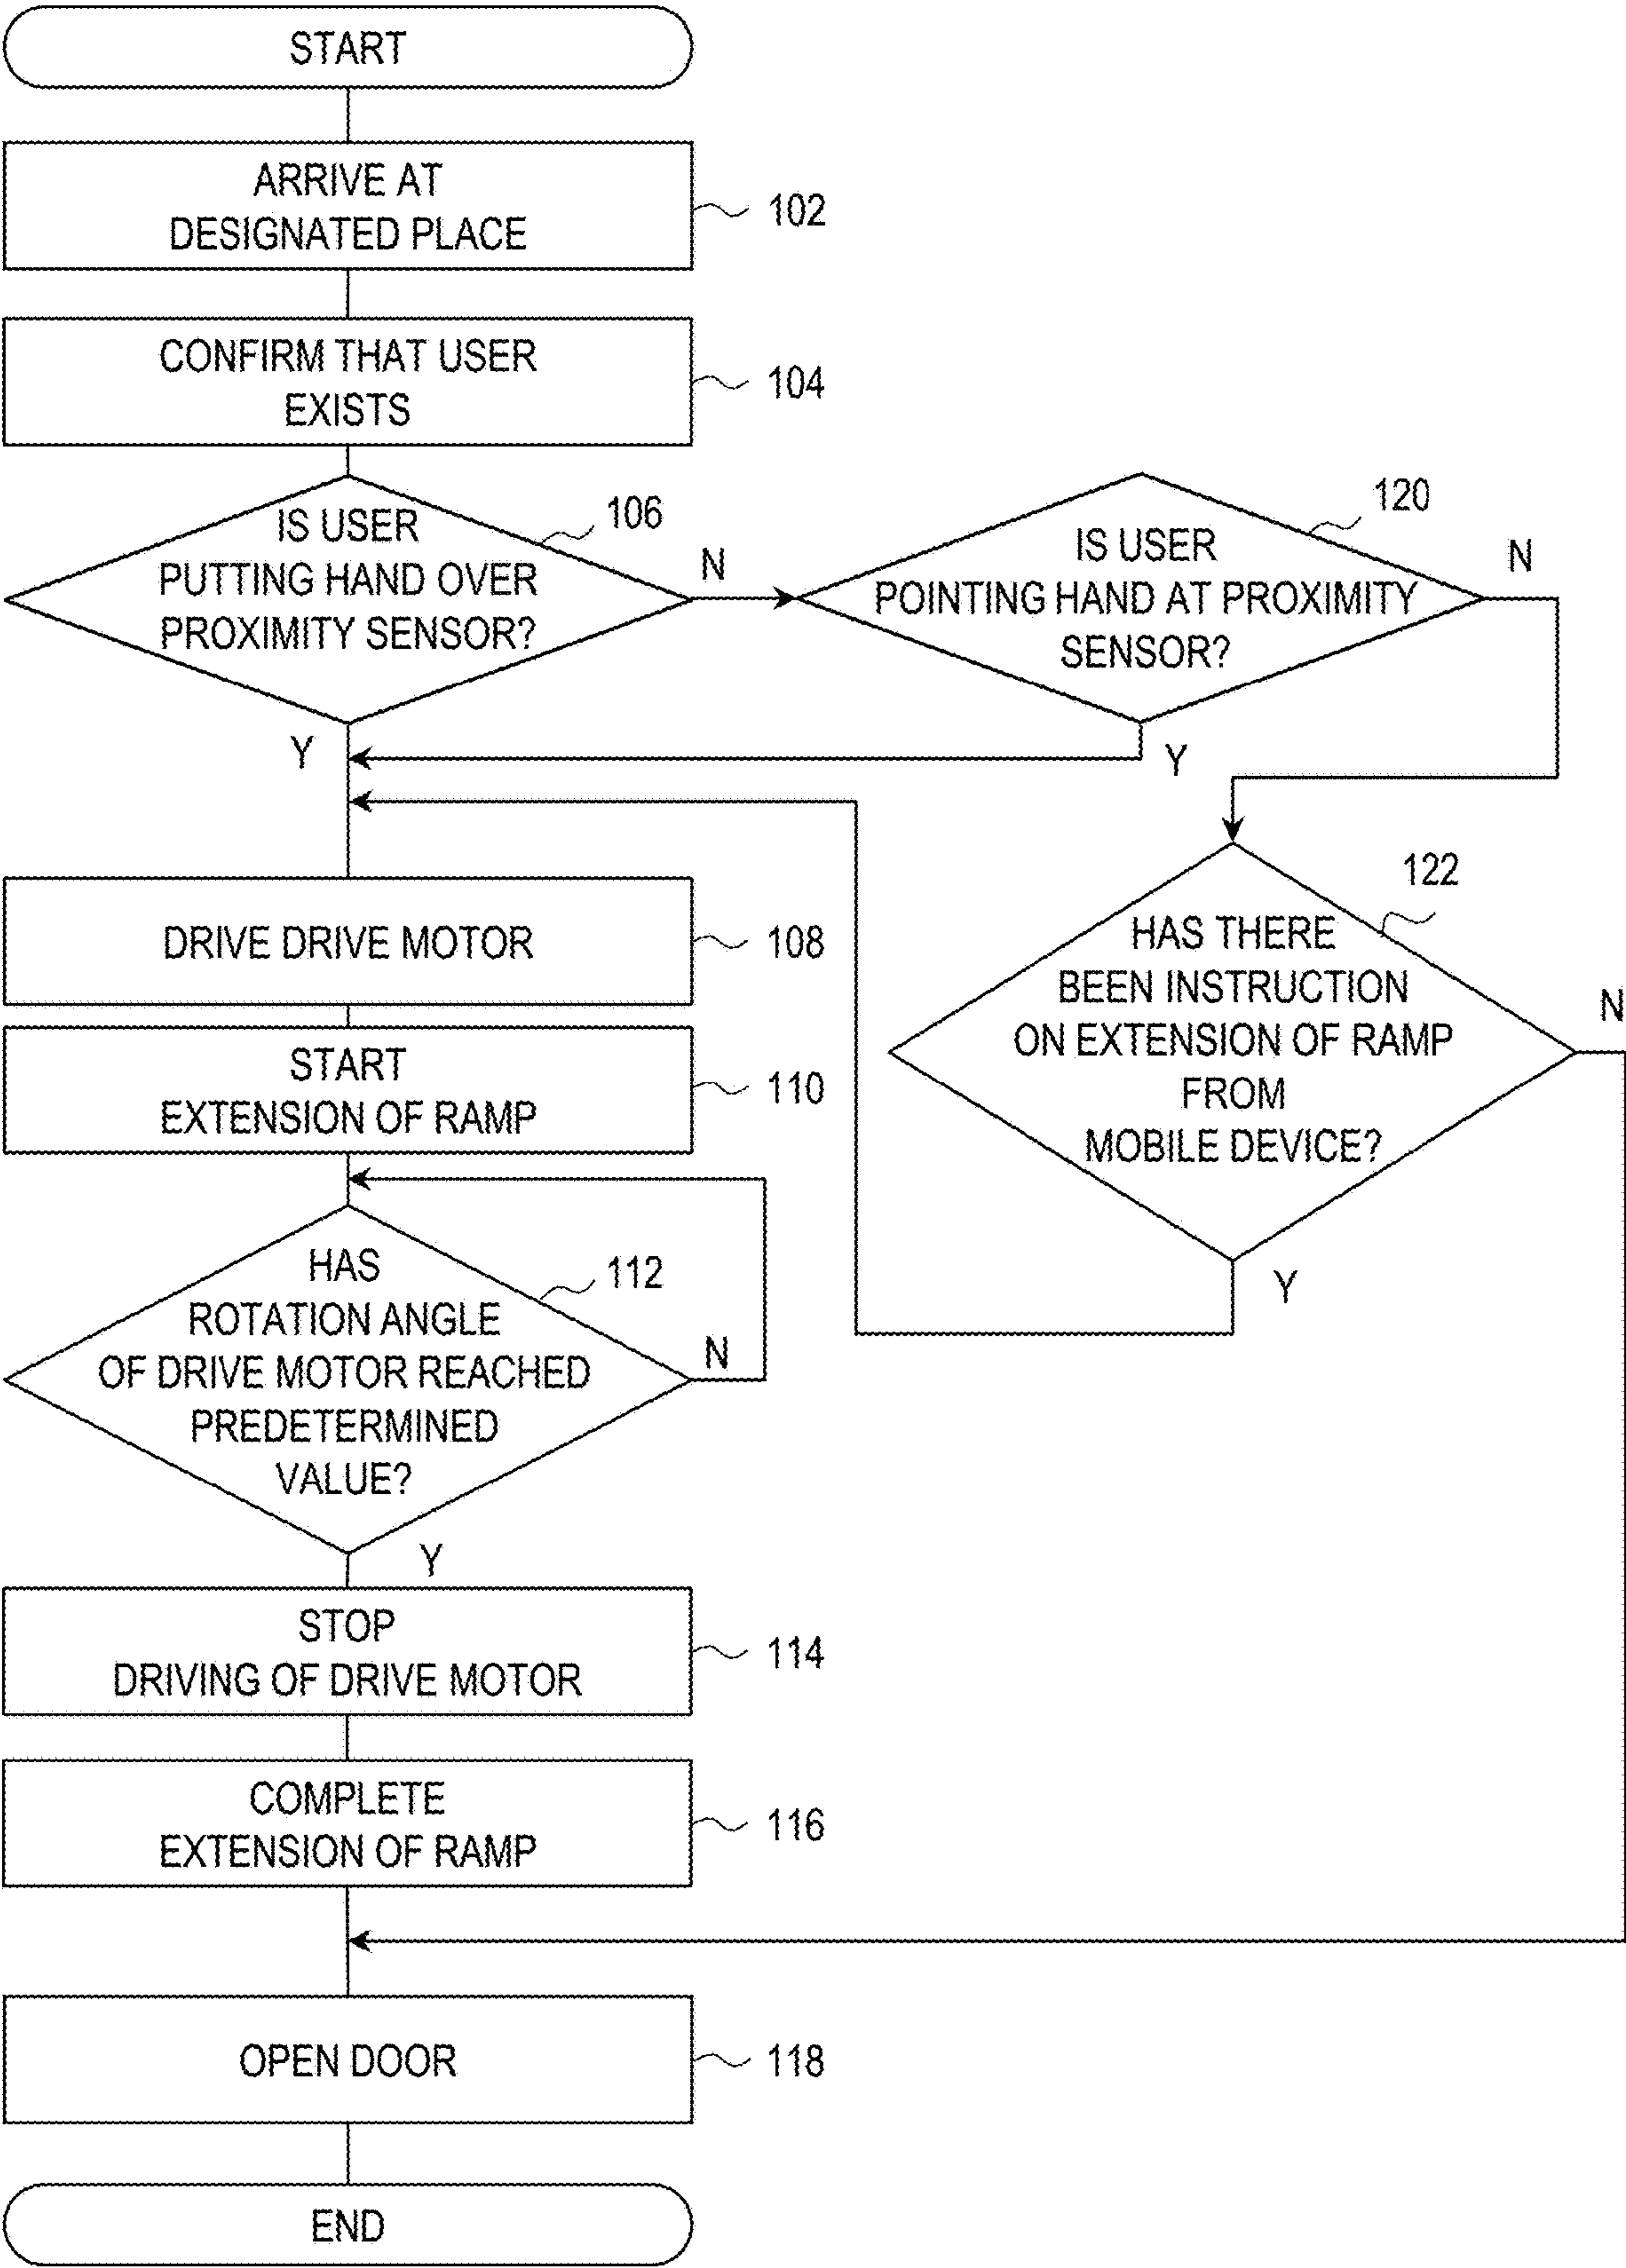 START
ARRIVE AT
DESIGNATED PLACE
102
CONFIRM THAT USER
EXISTS
104
IS USER
PUTTING HAND OVER
PROXIMITY SENSOR?
106
N
Y
IS USER
POINTING HAND AT PROXIMITY
SENSOR?
120
N
Y
HAS THERE
BEEN INSTRUCTION
ON EXTENSION OF RAMP
FROM
MOBILE DEVICE?
122
N
Y
DRIVE DRIVE MOTOR
108
START
EXTENSION OF RAMP
110
HAS
ROTATION ANGLE
OF DRIVE MOTOR REACHED
PREDETERMINED
VALUE?
112
N
Y
STOP
DRIVING OF DRIVE MOTOR
114
COMPLETE
EXTENSION OF RAMP
116
OPEN DOOR
118
END